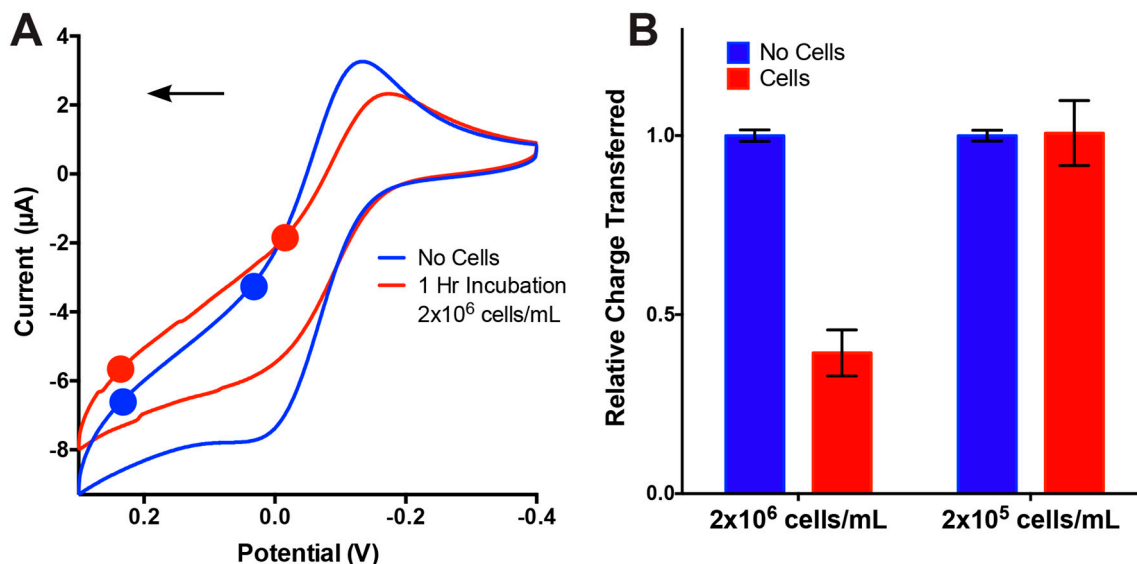 A
Current (µA)
4
2
0
-2
-4
-6
-8
0.2
0.0
-0.2
-0.4
Potential (V)
No Cells
1 Hr Incubation
2x10⁶ cells/mL
B
Relative Charge Transferred
No Cells
Cells
1.0
0.5
0.0
2x10⁶ cells/mL
2x10⁵ cells/mL